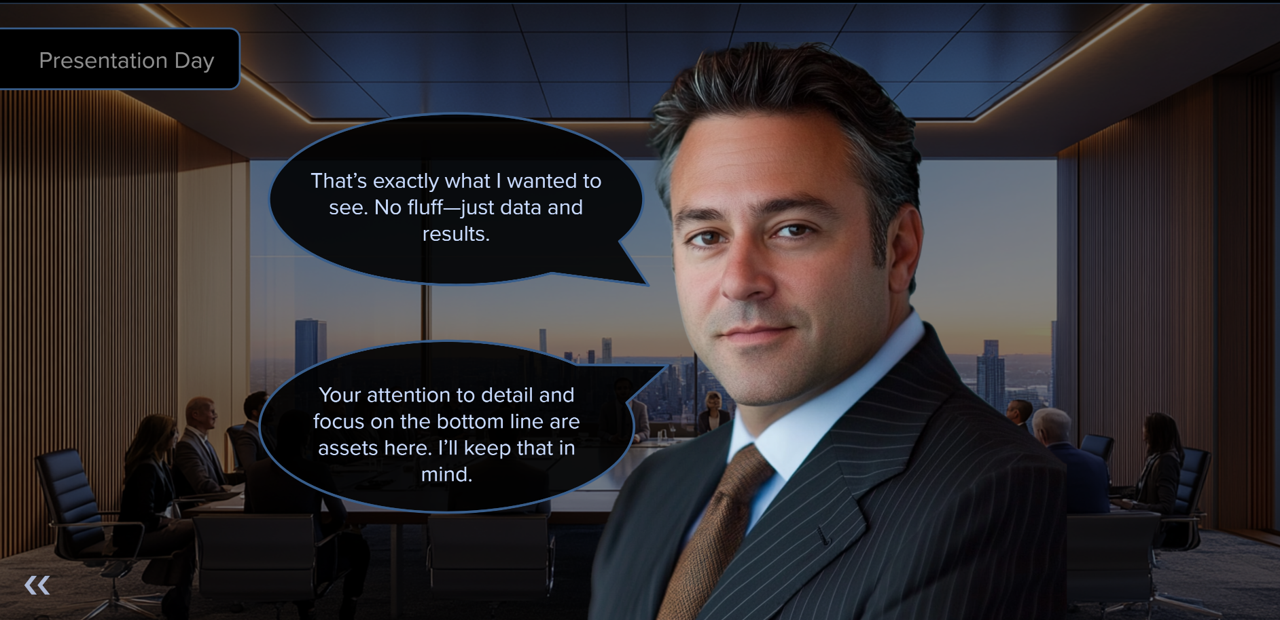 Presentation Day
That’s exactly what I wanted to
see. No fluff—just data and
results.
Your attention to detail and
focus on the bottom line are
assets here. I’ll keep that in
mind.